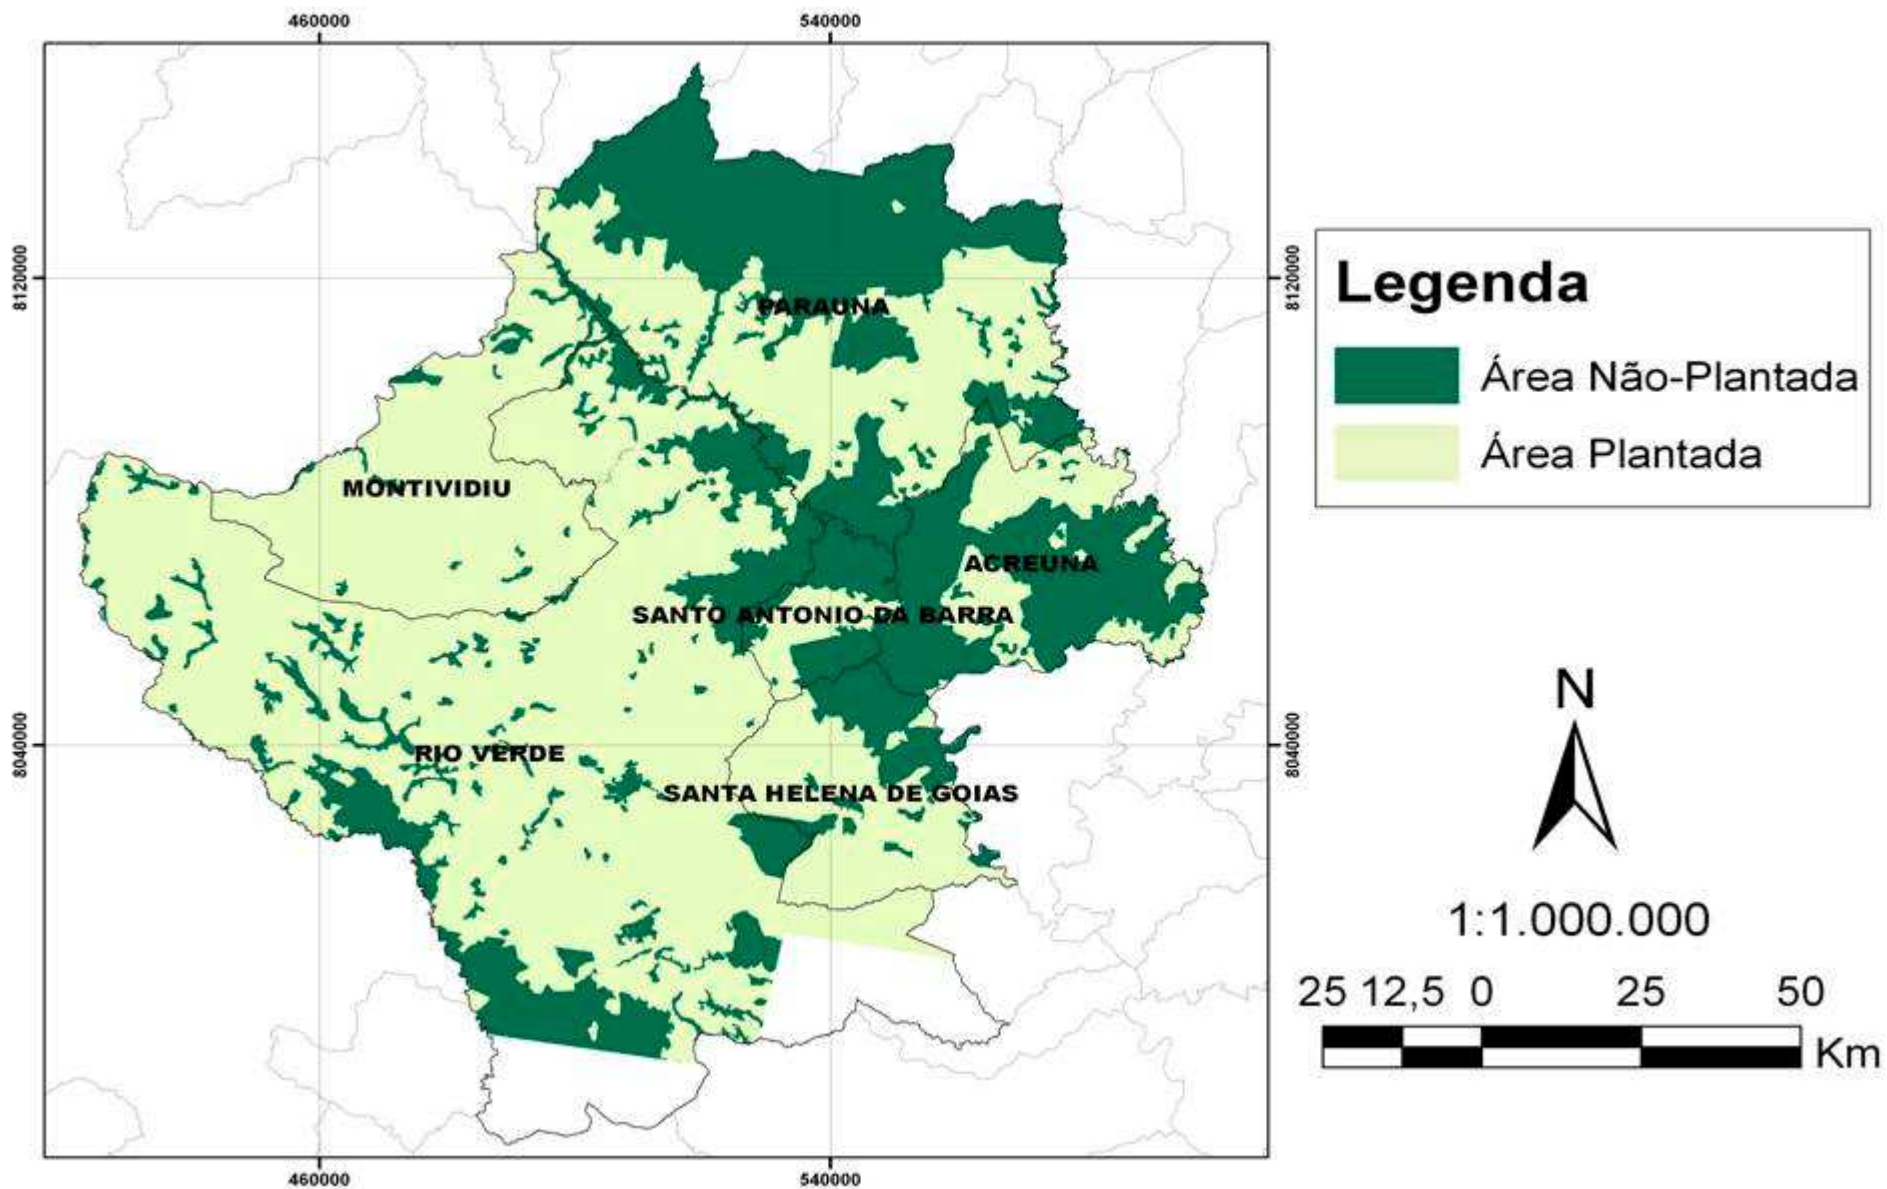 460000 540000
8120000 8120000
PARAUNA
MONTIVIDIU
ACREUNA
SANTO ANTONIO DA BARRA
RIO VERDE
SANTA HELENA DE GOIAS
8040000 8040000
460000 540000
Legenda
Área Não-Plantada
Área Plantada
N
1:1.000.000
25 12,5 0 25 50
Km